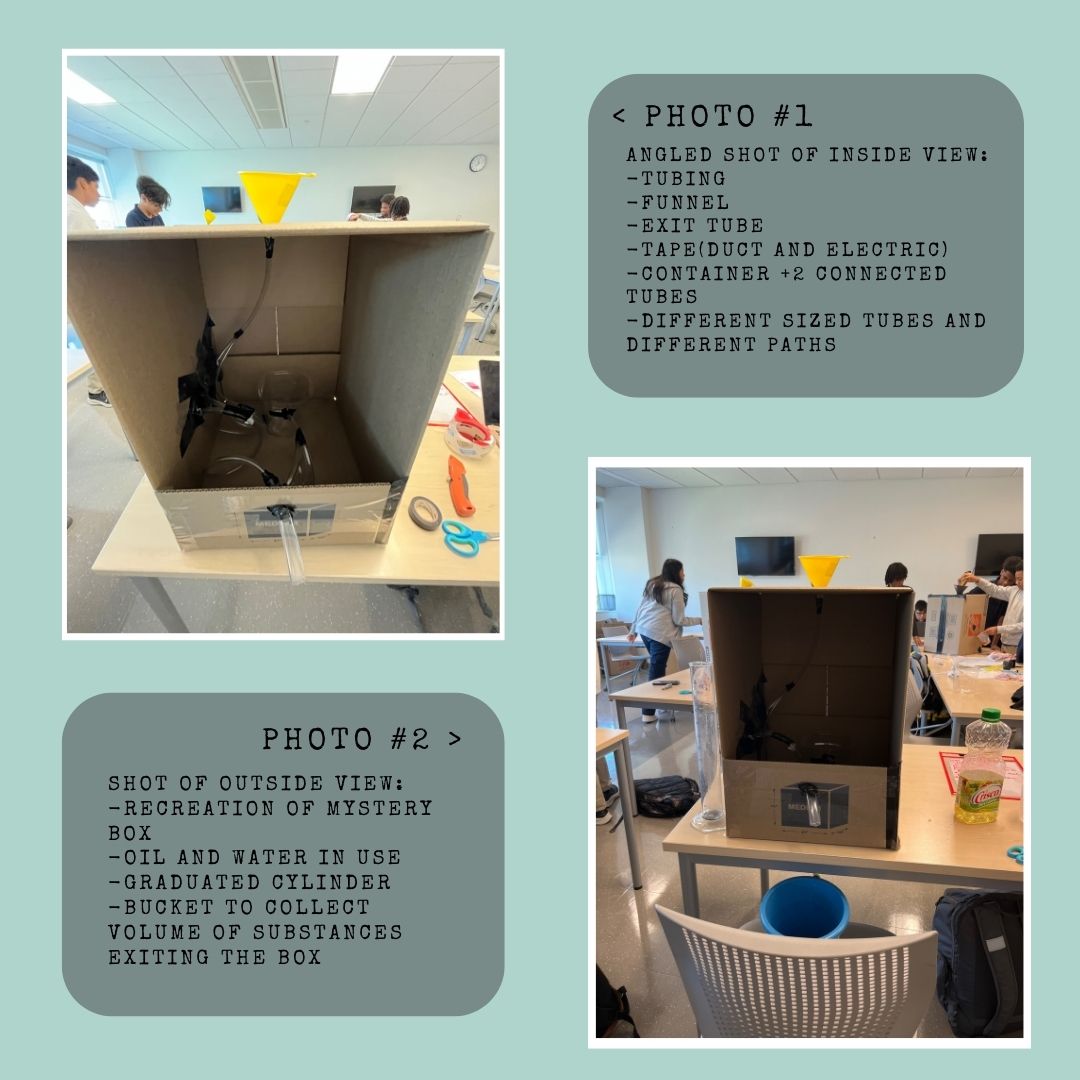 < PHOTO #1
ANGLED SHOT OF INSIDE VIEW:
-TUBING
-FUNNEL
-EXIT TUBE
-TAPE(DUCT AND ELECTRIC)
-CONTAINER +2 CONNECTED
TUBES
-DIFFERENT SIZED TUBES AND
DIFFERENT PATHS
PHOTO #2 >
SHOT OF OUTSIDE VIEW:
-RECREATION OF MYSTERY
BOX
-OIL AND WATER IN USE
-GRADUATED CYLINDER
-BUCKET TO COLLECT
VOLUME OF SUBSTANCES
EXITING THE BOX
Crisco